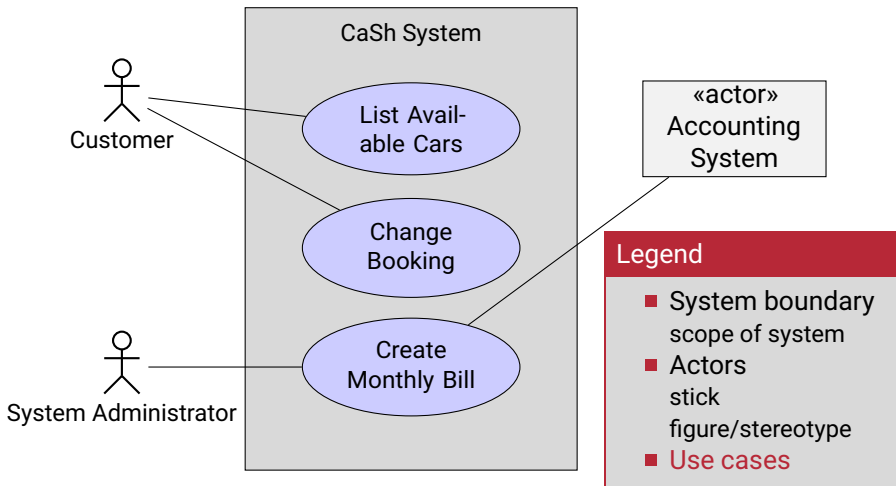 CaSh System
Customer
List Avail-
able Cars
«actor»
Accounting
System
Change
Booking
System Administrator
Create
Monthly Bill
Legend
System boundary
scope of system
Actors
stick
figure/stereotype
Use cases